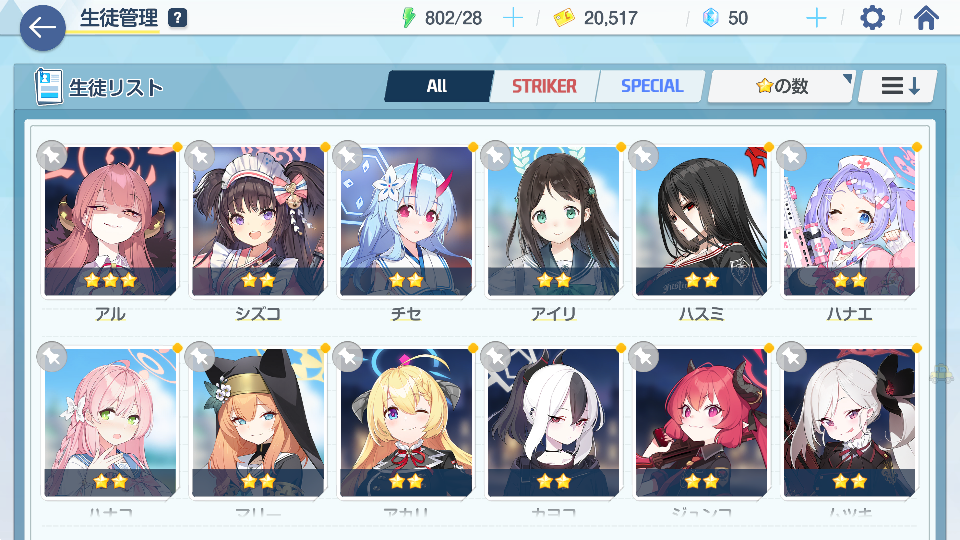 生徒管理 ?
802/28
20,517
50
生徒リスト
All
STRIKER
SPECIAL
の数
アル
シズコ
チセ
アイリ
ハスミ
ハナエ
ハナコ
マリー
アカリ
カヨコ
ジュンコ
ムツキ